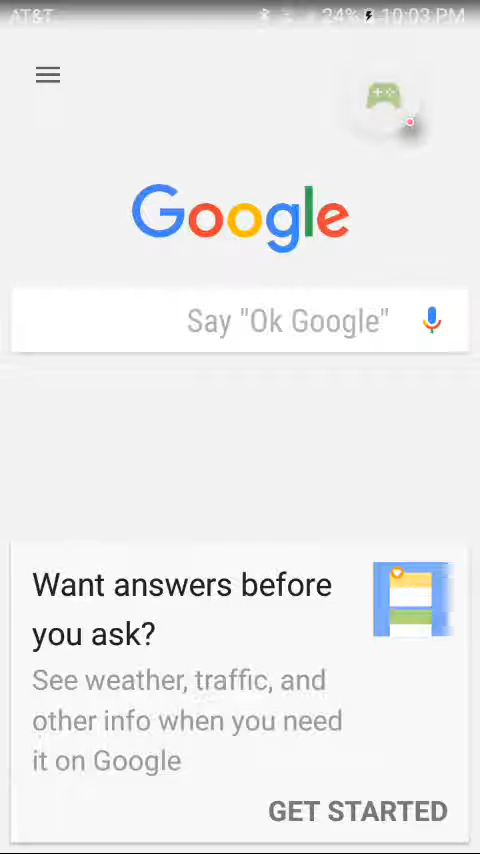 AT&T
24% 10:03 PM
Google
Say "Ok Google"
Want answers before
you ask?
See weather, traffic, and
other info when you need
it on Google
GET STARTED